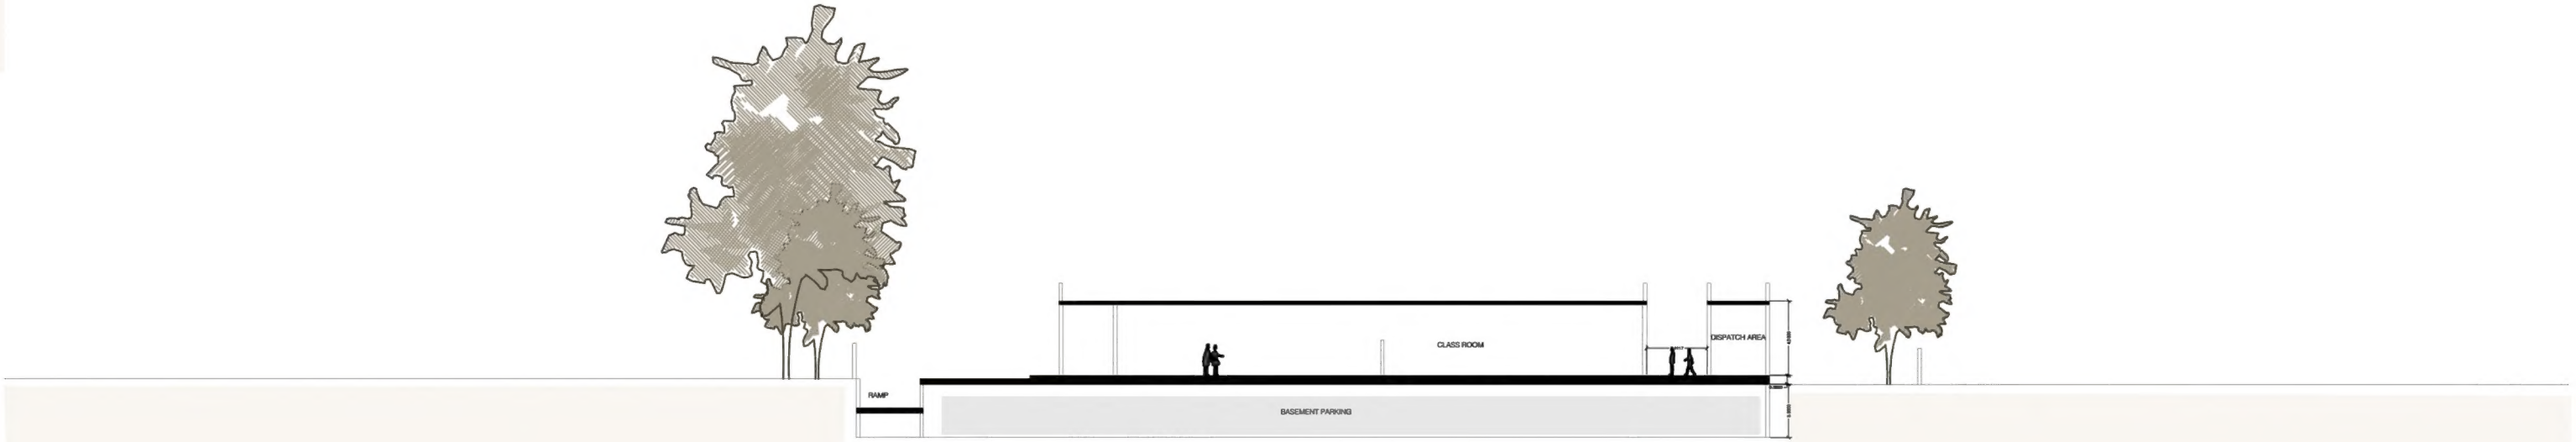 CLASS ROOM
DISPATCH AREA
RAMP
BASEMENT PARKING